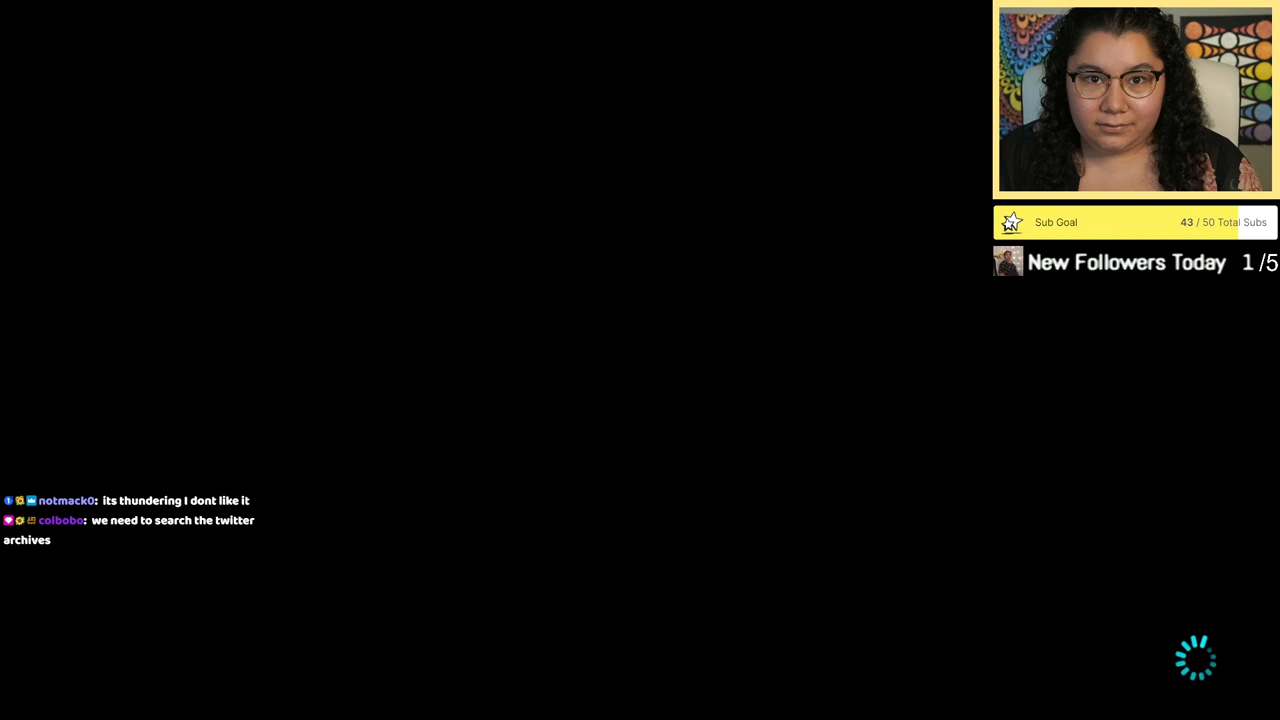 Sub Goal 43 / 50 Total Subs
New Followers Today 1 /5
notmack0: its thundering I dont like it
colbobo: we need to search the twitter
archives